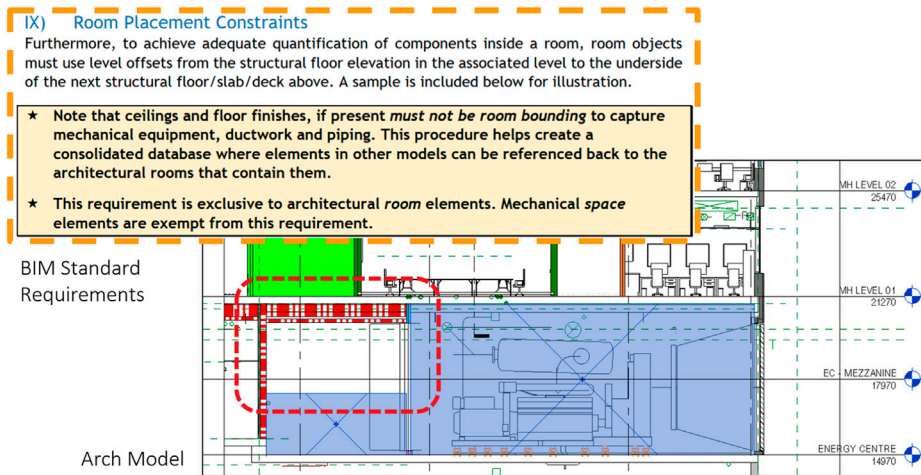 IX) Room Placement Constraints
Furthermore, to achieve adequate quantification of components inside a room, room objects
must use level offsets from the structural floor elevation in the associated level to the underside
of the next structural floor/slab/deck above. A sample is included below for illustration.
★ Note that ceilings and floor finishes, if present must not be room bounding to capture
mechanical equipment, ductwork and piping. This procedure helps create a
consolidated database where elements in other models can be referenced back to the
architectural rooms that contain them.
★ This requirement is exclusive to architectural room elements. Mechanical space
elements are exempt from this requirement.
MH LEVEL 02
25470
BIM Standard
Requirements
MH LEVEL 01
21270
EC - MEZZANINE
17970
Arch Model
ENERGY CENTRE
14970